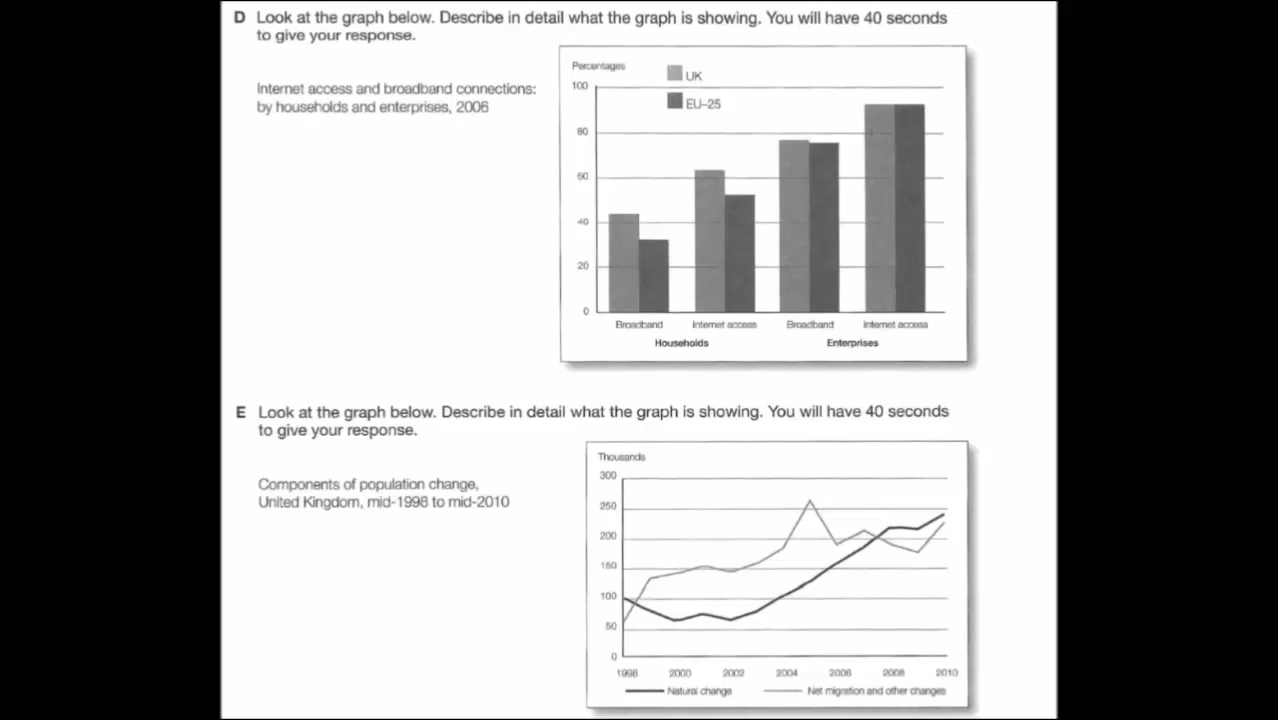 D Look at the graph below. Describe in detail what the graph is showing. You will have 40 seconds
to give your response.
Internet access and broadband connections:
by households and enterprises, 2006
Percentages
UK
EU–25
100
80
60
40
20
0
Broadband Internet access Broadband Internet access
Households Enterprises
E Look at the graph below. Describe in detail what the graph is showing. You will have 40 seconds
to give your response.
Components of population change,
United Kingdom, mid-1998 to mid-2010
Thousands
300
250
200
150
100
50
0
1998 2000 2002 2004 2006 2008 2010
Natural change Net migration and other changes